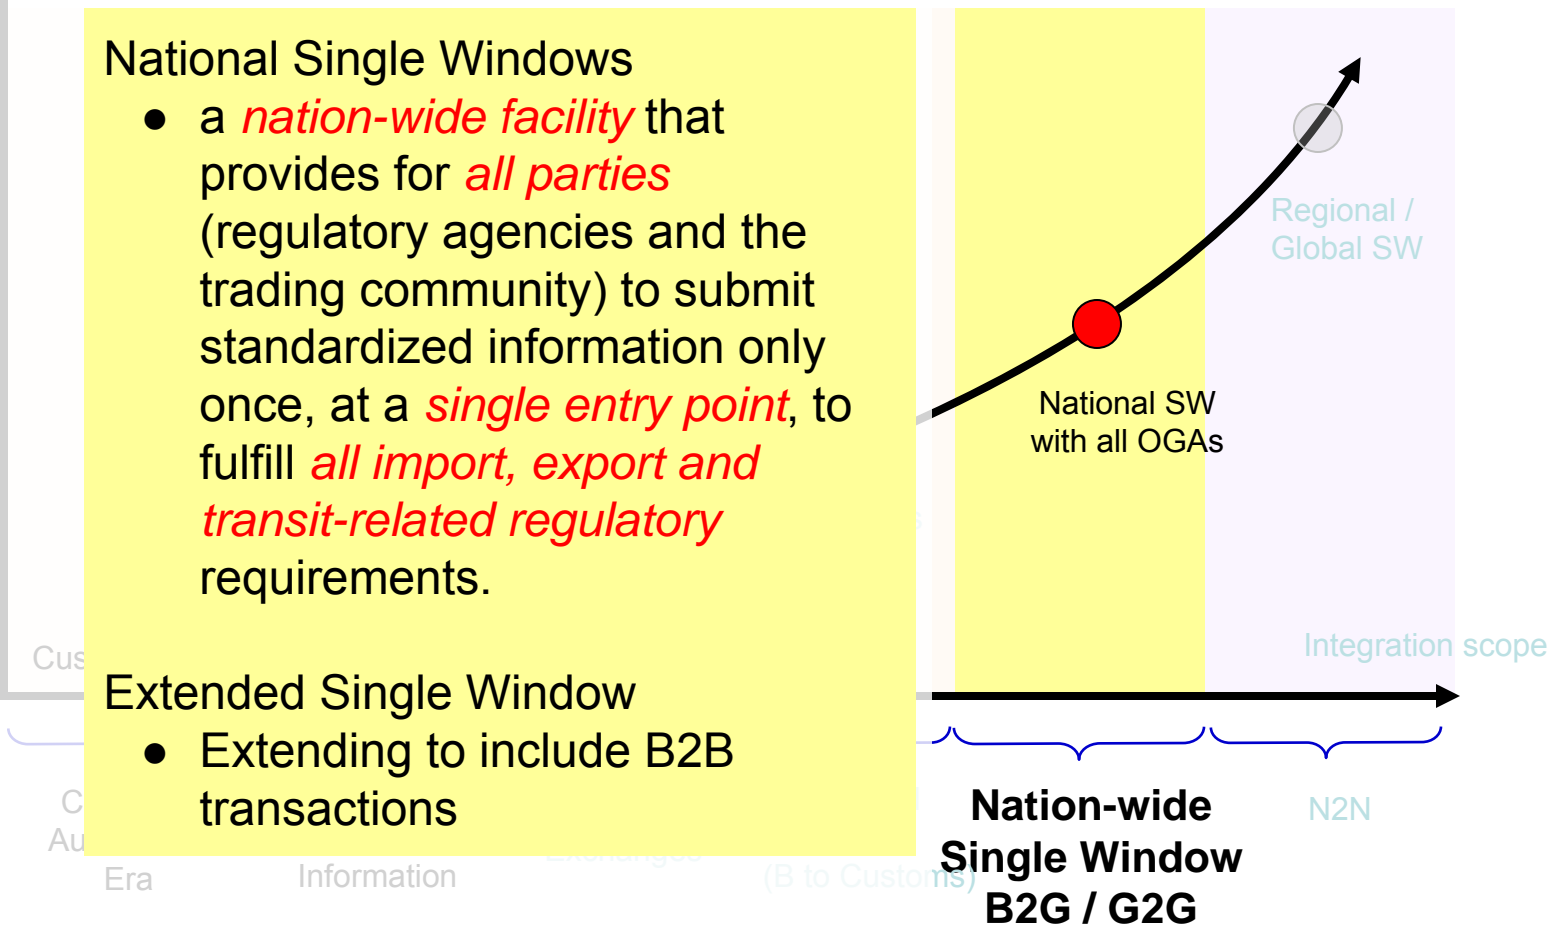 National Single Windows
● a nation-wide facility that
provides for all parties
(regulatory agencies and the
trading community) to submit
standardized information only
once, at a single entry point, to
fulfill all import, export and
transit-related regulatory
requirements.
Extended Single Window
● Extending to include B2B
transactions
Regional /
Global SW
National SW
with all OGAs
Integration scope
Nation-wide
Single Window
B2G / G2G
N2N
Era
Information
Exchanges
(B to Customs)